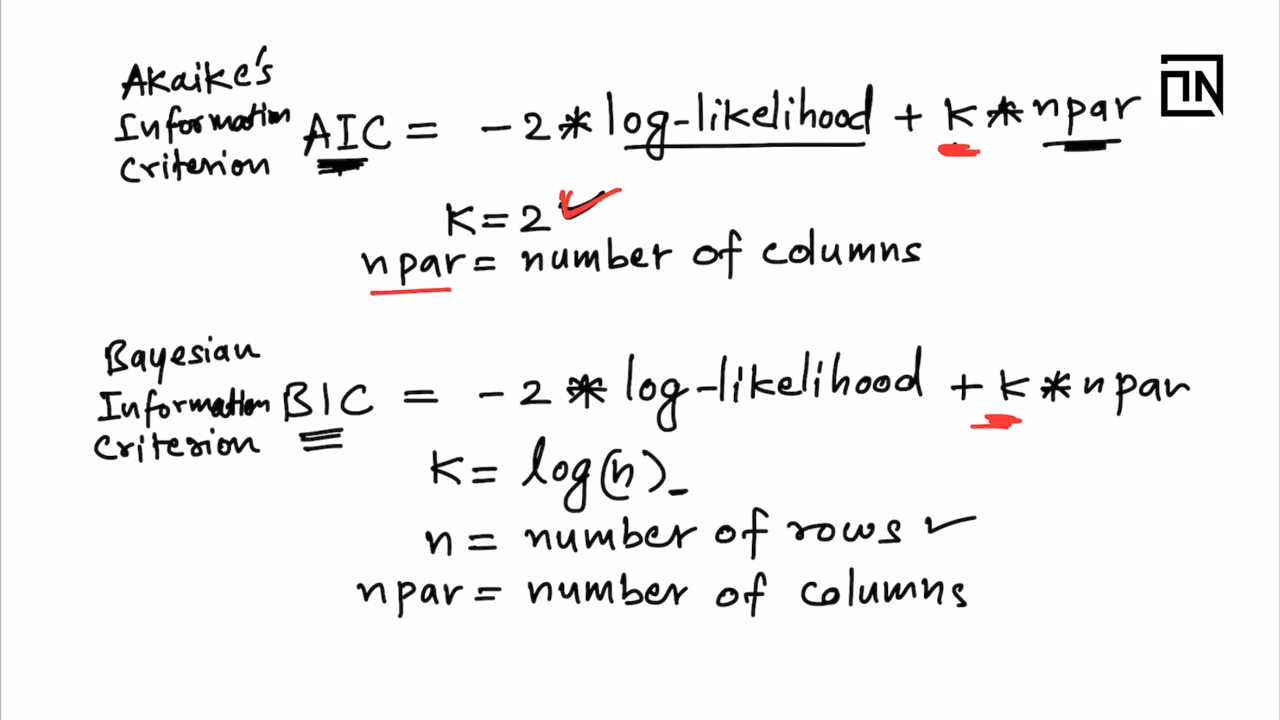 Akaike's
Information
Criterion
AIC = -2 * log-likelihood + k * npar
K = 2 ✓
npar = number of columns
Bayesian
Information
Criterion
BIC = -2 * log-likelihood + k * npar
K = log(n)
n = number of rows ✓
npar = number of columns